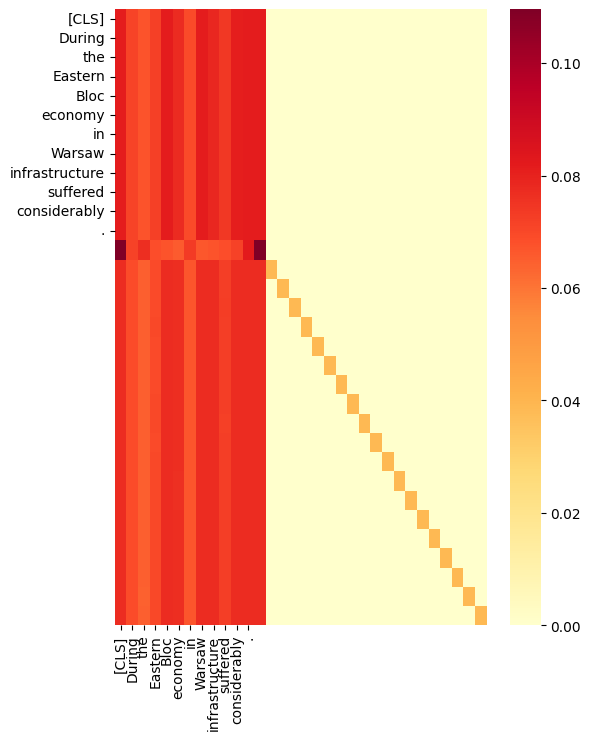 [CLS]
During
the
Eastern
Bloc
economy
in
Warsaw
infrastructure
suffered
considerably
.
0.10
0.08
0.06
0.04
0.02
0.00
[CLS]
During
the
Eastern
Bloc
economy
in
Warsaw
infrastructure
suffered
considerably
.